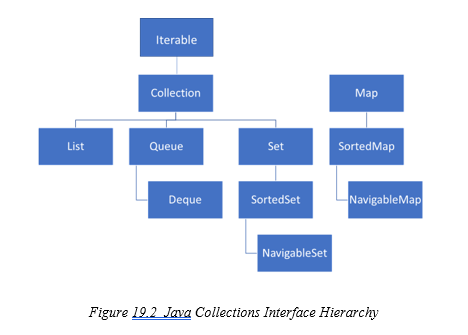 Iterable
Collection
Map
List
Queue
Set
SortedMap
Deque
SortedSet
NavigableMap
NavigableSet
Figure 19.2 Java Collections Interface Hierarchy